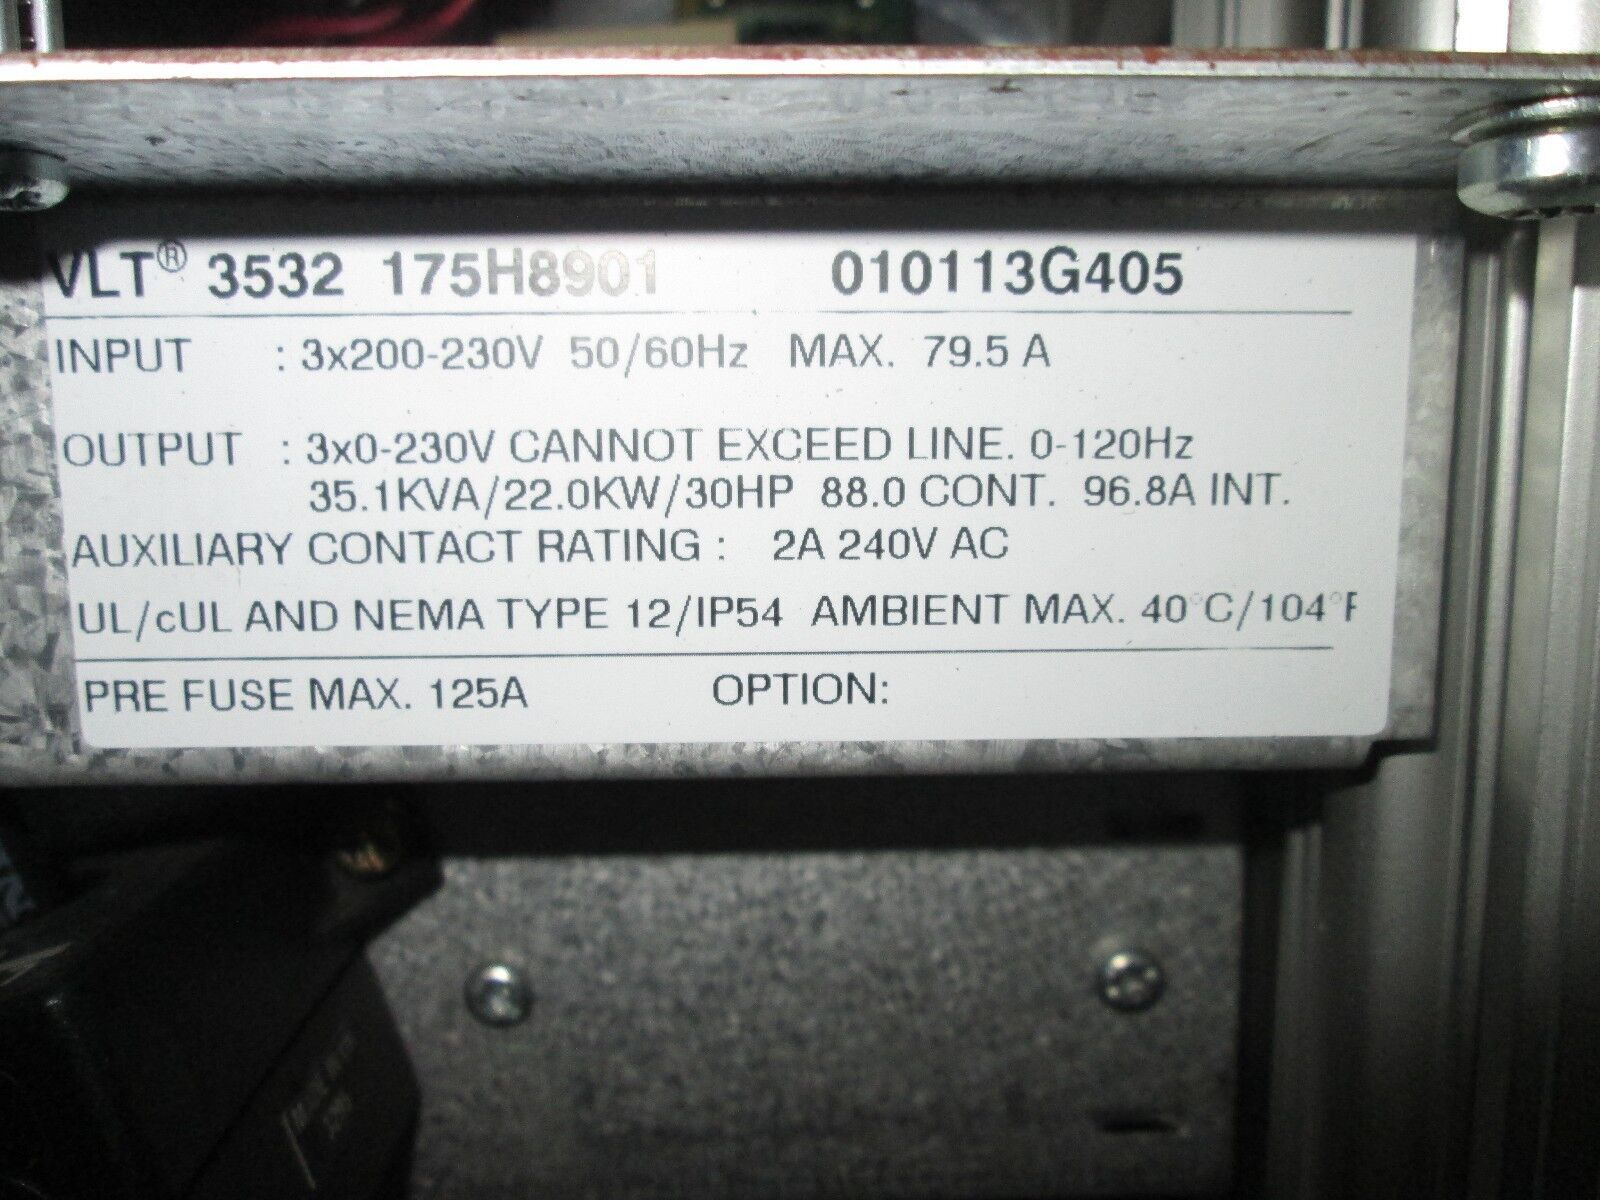 VLT® 3532 175H8901 010113G405
INPUT : 3x200-230V 50/60Hz MAX. 79.5 A
OUTPUT : 3x0-230V CANNOT EXCEED LINE. 0-120Hz
35.1KVA/22.0KW/30HP 88.0 CONT. 96.8A INT.
AUXILIARY CONTACT RATING : 2A 240V AC
UL/cUL AND NEMA TYPE 12/IP54 AMBIENT MAX. 40°C/104°F
PRE FUSE MAX. 125A OPTION: